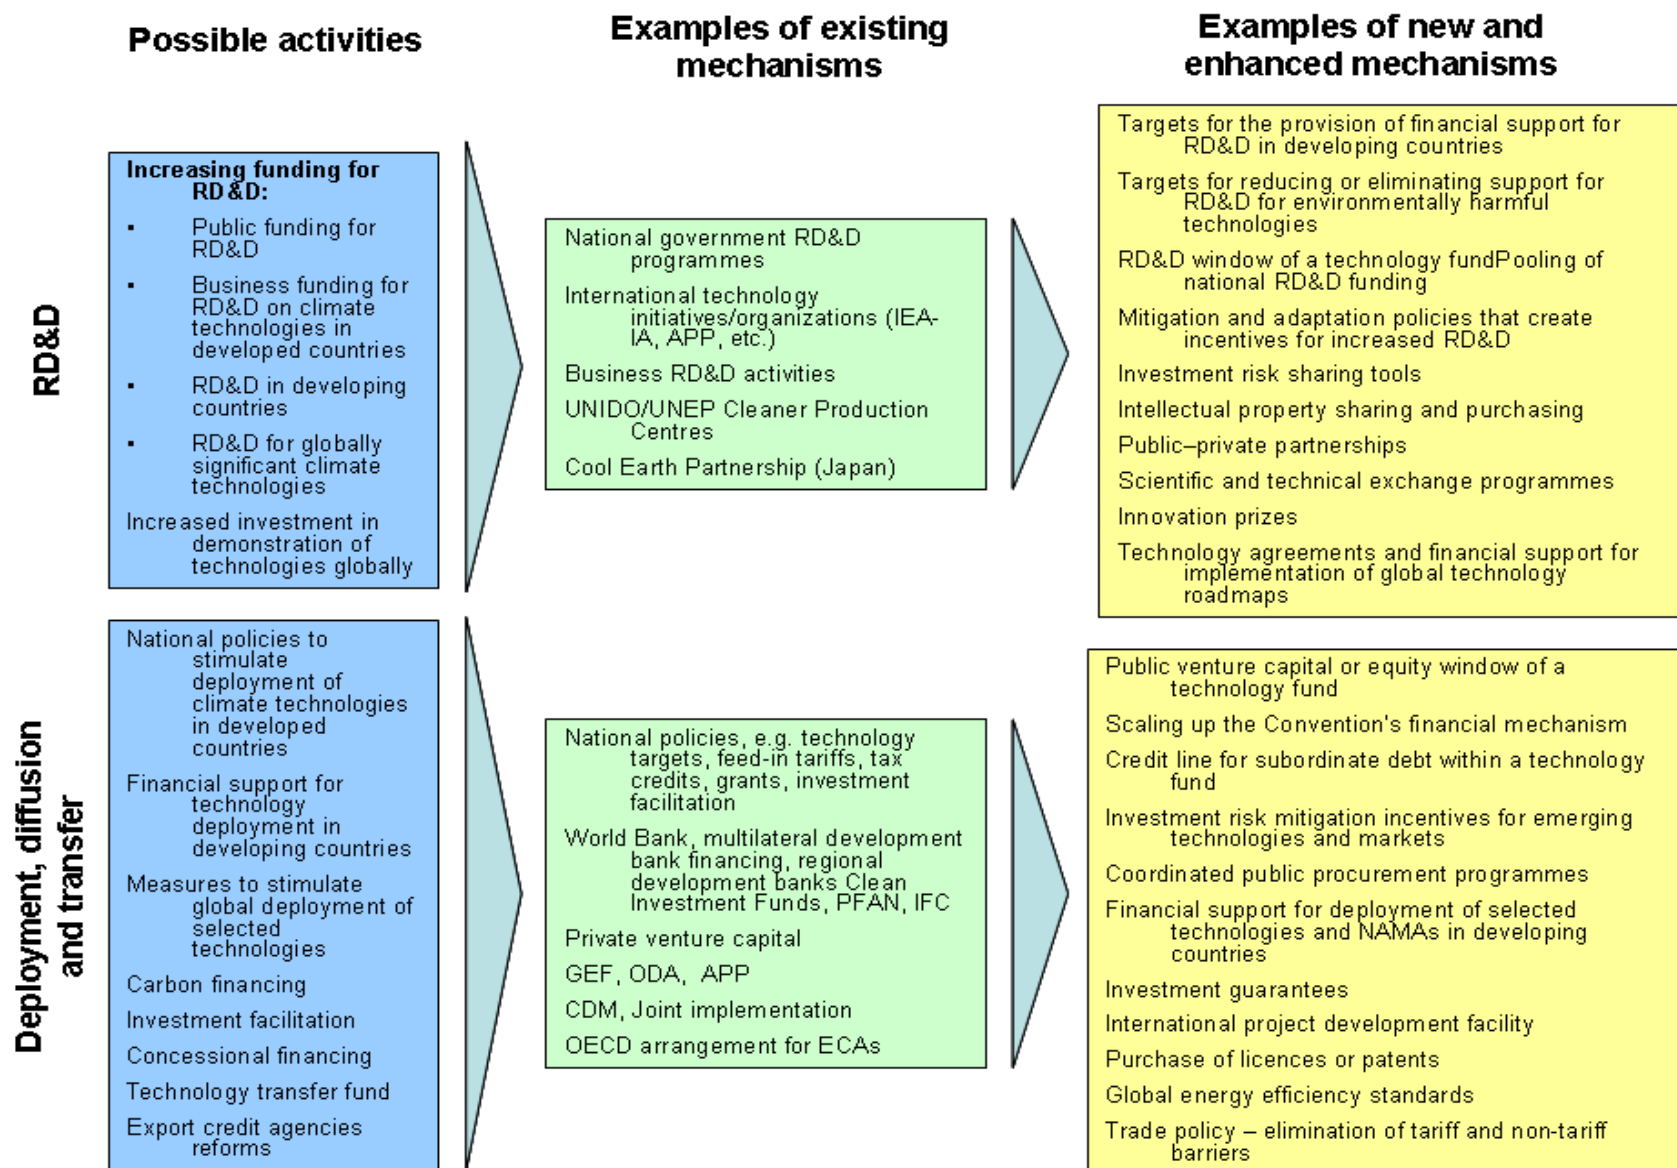 Possible activities
Examples of existing
mechanisms
Examples of new and
enhanced mechanisms
RD&D
Increasing funding for
RD&D:
▪ Public funding for
RD&D
▪ Business funding for
RD&D on climate
technologies in
developed countries
▪ RD&D in developing
countries
▪ RD&D for globally
significant climate
technologies
Increased investment in
demonstration of
technologies globally
National government RD&D
programmes
International technology
initiatives/organizations (IEA-
IA, APP, etc.)
Business RD&D activities
UNIDO/UNEP Cleaner Production
Centres
Cool Earth Partnership (Japan)
Targets for the provision of financial support for
RD&D in developing countries
Targets for reducing or eliminating support for
RD&D for environmentally harmful
technologies
RD&D window of a technology fundPooling of
national RD&D funding
Mitigation and adaptation policies that create
incentives for increased RD&D
Investment risk sharing tools
Intellectual property sharing and purchasing
Public–private partnerships
Scientific and technical exchange programmes
Innovation prizes
Technology agreements and financial support for
implementation of global technology
roadmaps
Deployment, diffusion
and transfer
National policies to
stimulate
deployment of
climate technologies
in developed
countries
Financial support for
technology
deployment in
developing countries
Measures to stimulate
global deployment of
selected
technologies
Carbon financing
Investment facilitation
Concessional financing
Technology transfer fund
Export credit agencies
reforms
National policies, e.g. technology
targets, feed-in tariffs, tax
credits, grants, investment
facilitation
World Bank, multilateral development
bank financing, regional
development banks Clean
Investment Funds, PFAN, IFC
Private venture capital
GEF, ODA, APP
CDM, Joint implementation
OECD arrangement for ECAs
Public venture capital or equity window of a
technology fund
Scaling up the Convention's financial mechanism
Credit line for subordinate debt within a technology
fund
Investment risk mitigation incentives for emerging
technologies and markets
Coordinated public procurement programmes
Financial support for deployment of selected
technologies and NAMAs in developing
countries
Investment guarantees
International project development facility
Purchase of licences or patents
Global energy efficiency standards
Trade policy – elimination of tariff and non-tariff
barriers